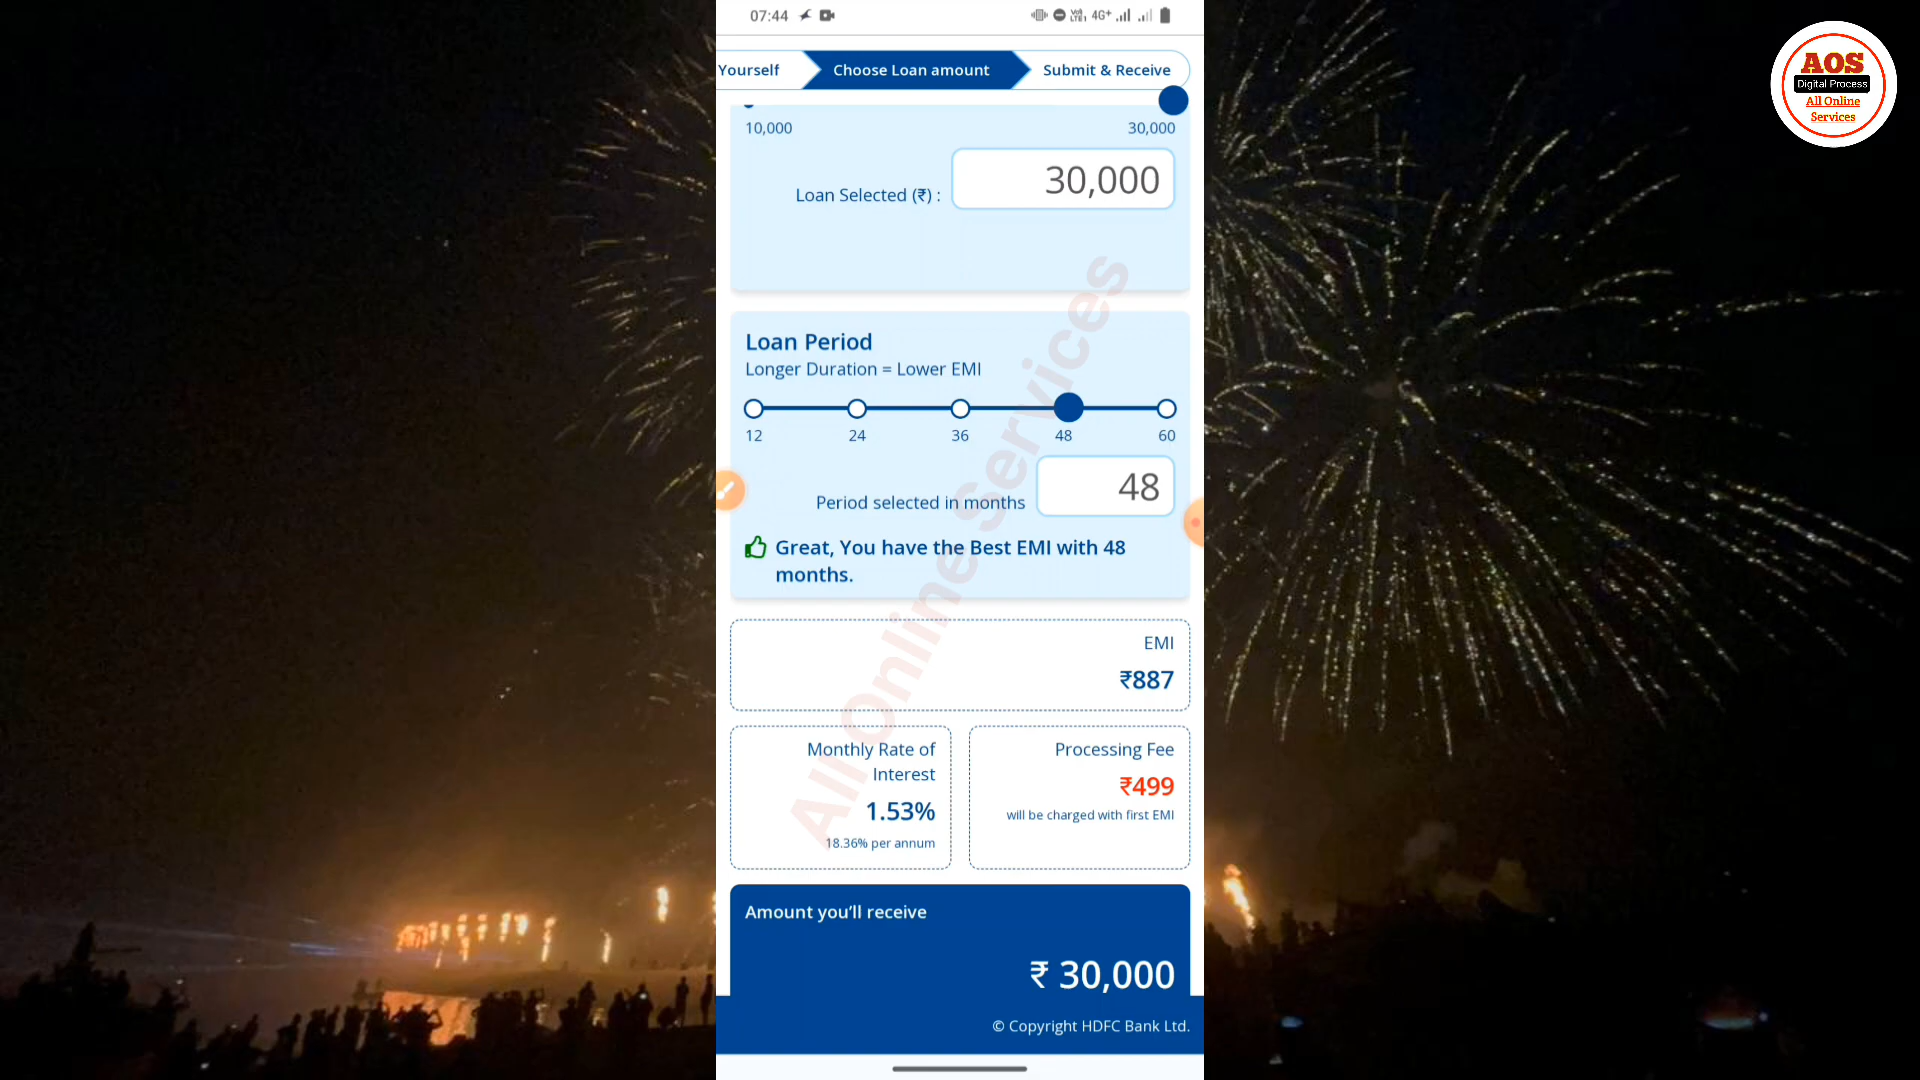 07:44
4G+
AOS
Digital Process
All Online
Services
Yourself
Choose Loan amount
Submit & Receive
10,000
30,000
Loan Selected (₹) :
30,000
Loan Period
Longer Duration = Lower EMI
12
24
36
48
60
Period selected in months
48
Great, You have the Best EMI with 48
months.
EMI
₹887
Monthly Rate of
Interest
1.53%
18.36% per annum
Processing Fee
₹499
will be charged with first EMI
Amount you'll receive
₹ 30,000
© Copyright HDFC Bank Ltd.
All Online Services